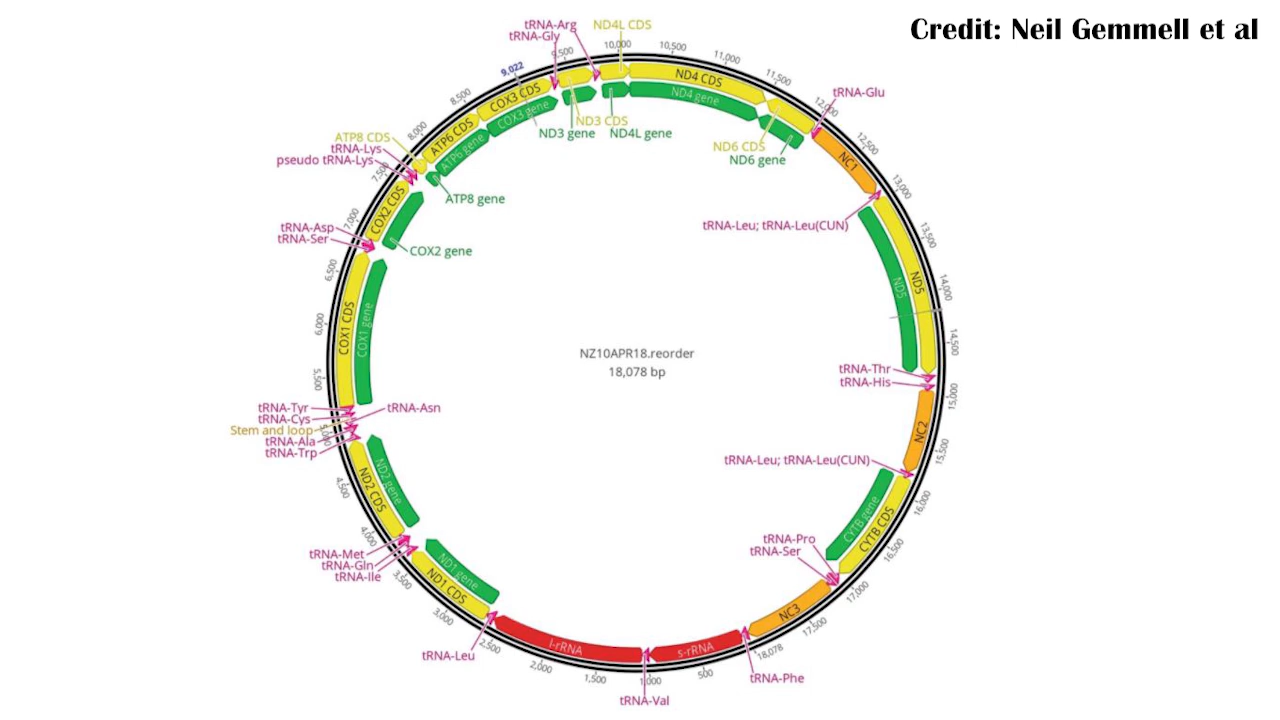 Credit: Neil Gemmell et al
tRNA-Arg
tRNA-Gly
ND4L CDS
9,022
9,500
10,000
10,500
11,000
11,500
12,000
12,500
13,000
13,500
14,000
14,500
15,000
15,500
16,000
16,500
17,000
17,500
18,078
500
1,000
1,500
2,000
2,500
3,000
3,500
4,000
4,500
5,000
5,500
6,000
6,500
7,000
7,500
8,000
8,500
COX3 CDS
COX3 gene
ND3 CDS
ND3 gene
ND4L gene
ND4 CDS
ND4 gene
ND6 CDS
ND6 gene
tRNA-Glu
NC1
tRNA-Leu; tRNA-Leu(CUN)
ND5
ND5
tRNA-Thr
tRNA-His
NC2
tRNA-Leu; tRNA-Leu(CUN)
CYTB gene
CYTB CDS
tRNA-Pro
tRNA-Ser
NC3
tRNA-Phe
s-rRNA
tRNA-Val
l-rRNA
tRNA-Leu
ND1 gene
ND1 CDS
tRNA-Met
tRNA-Gln
tRNA-Ile
ND2 gene
ND2 CDS
tRNA-Tyr
tRNA-Cys
Stem and loop
tRNA-Ala
tRNA-Trp
tRNA-Asn
COX1 CDS
COX1 gene
tRNA-Asp
tRNA-Ser
COX2 CDS
COX2 gene
ATP8 CDS
tRNA-Lys
pseudo tRNA-Lys
ATP8 gene
ATP6 CDS
ATP6 gene
NZ10APR18.reorder
18,078 bp